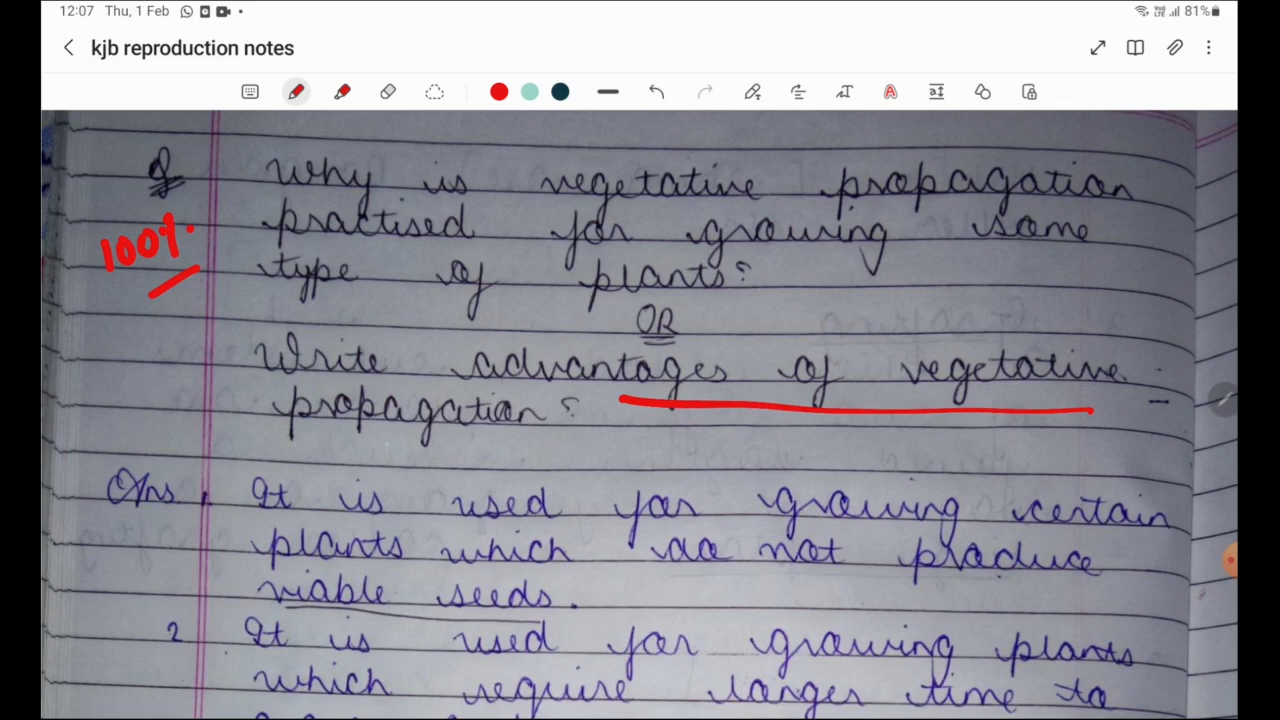 12:07 Thu, 1 Feb
81%
kjb reproduction notes
Q Why is vegetative propagation
100%.
practised for growing some
type of plants?
OR
Write advantages of vegetative
propagation?
Ans. It is used for growing certain
plants which do not produce
viable seeds.
2 It is used for growing plants
which require larger time to